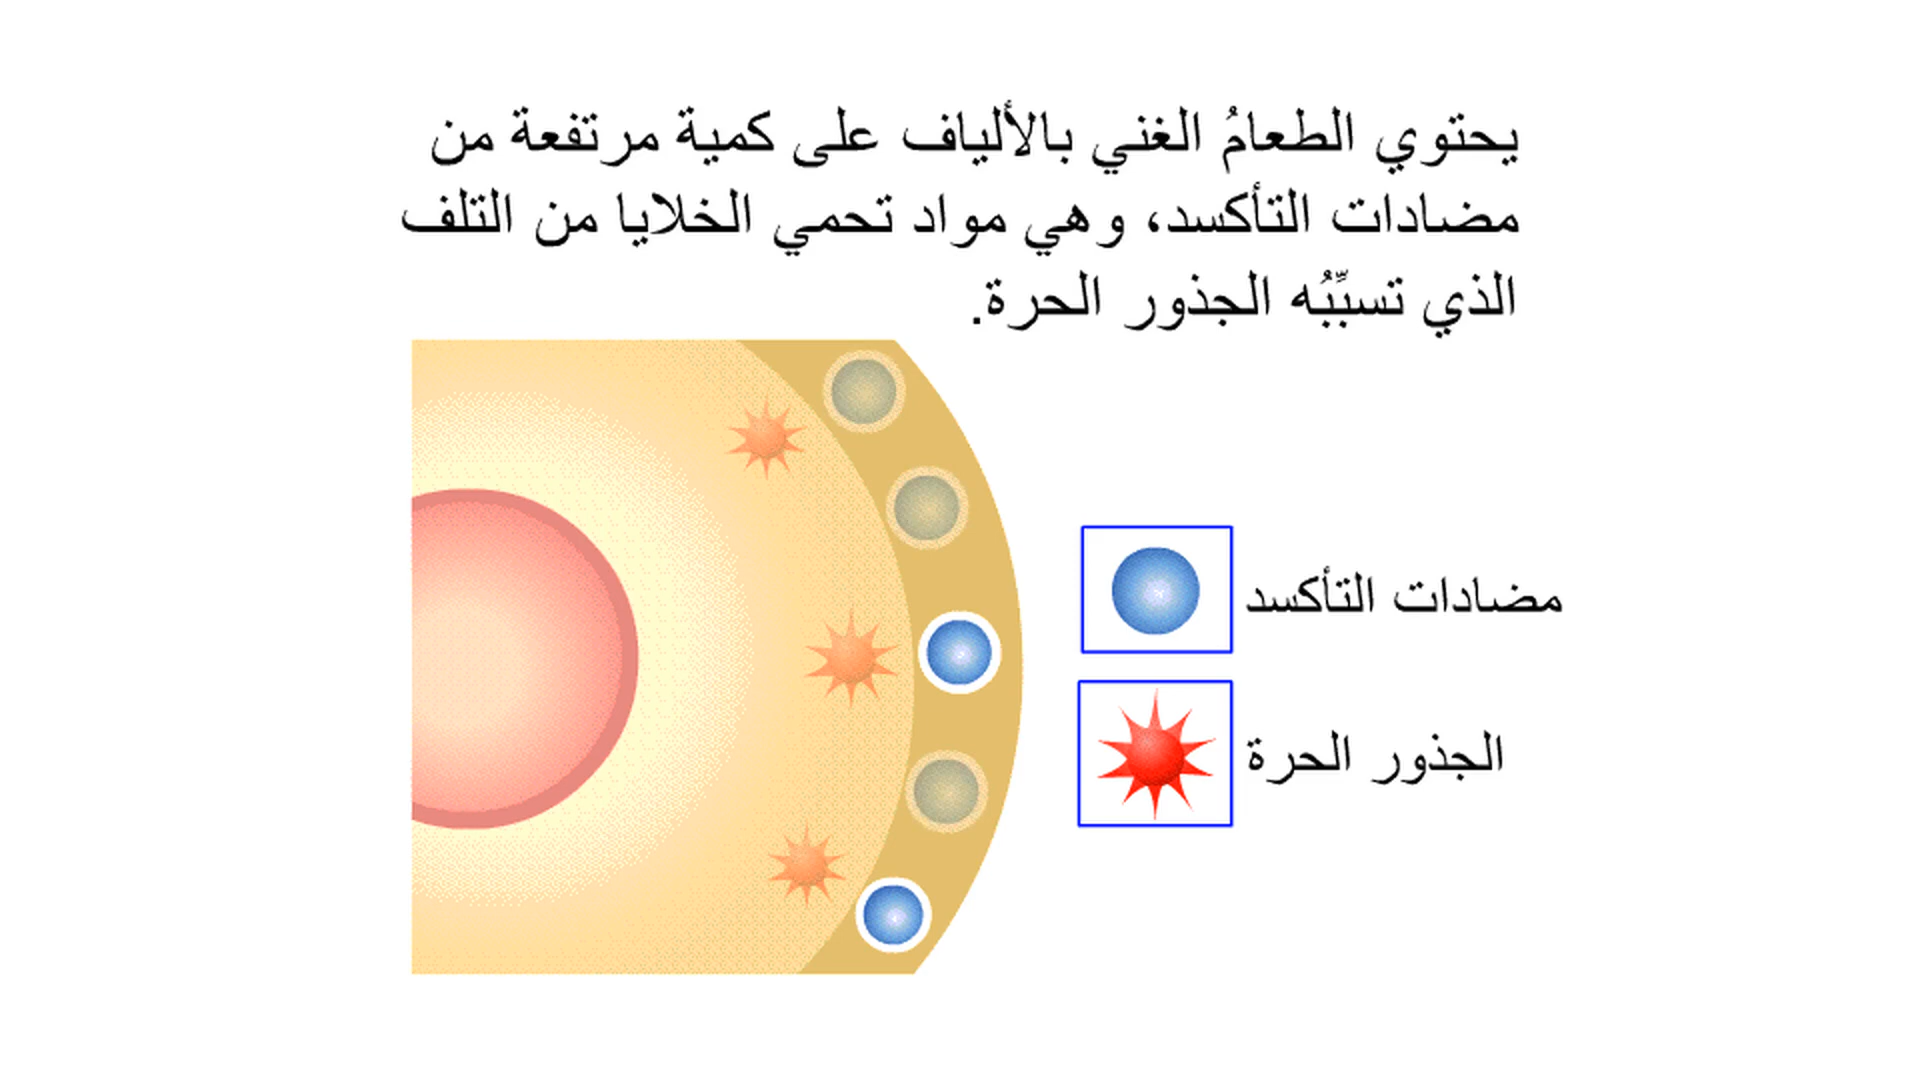 يحتوي الطعامُ الغني بالألياف على كمية مرتفعة من
مضادات التأكسد، وهي مواد تحمي الخلايا من التلف
الذي تسبِّبُه الجذور الحرة.
مضادات التأكسد
الجذور الحرة